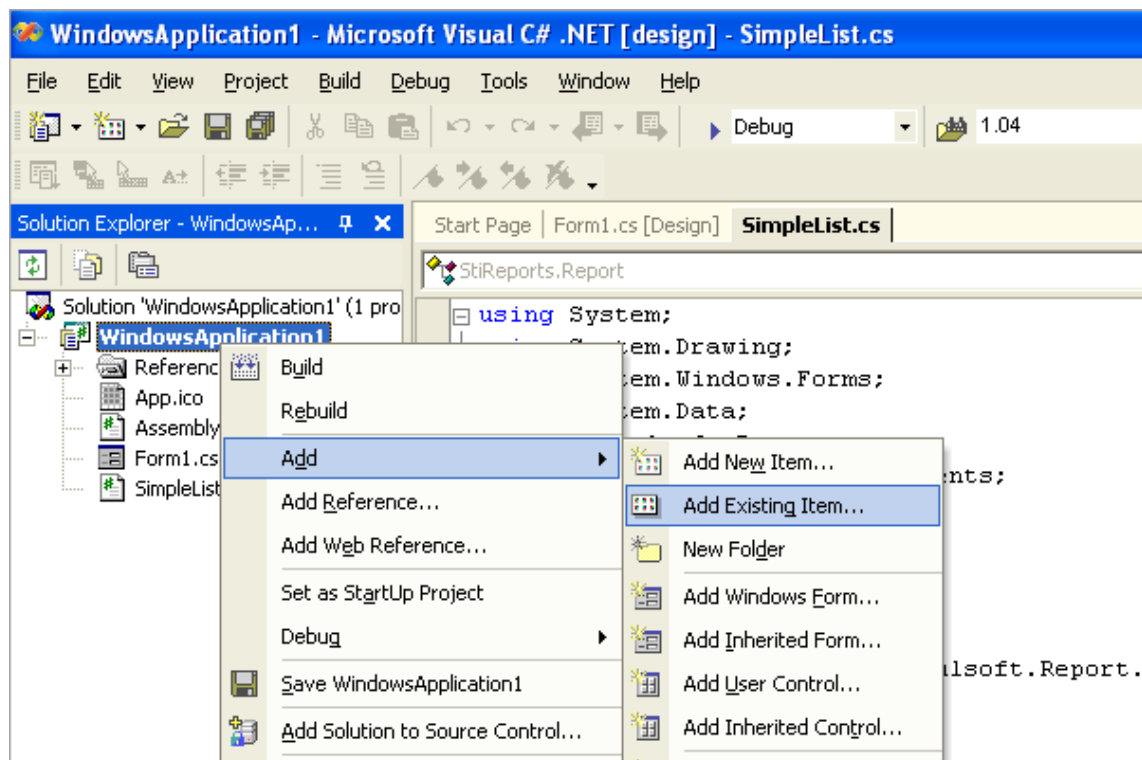 WindowsApplication1 - Microsoft Visual C# .NET [design] - SimpleList.cs
File Edit View Project Build Debug Tools Window Help
Debug 1.04
Solution Explorer - WindowsAp...
Start Page Form1.cs [Design] SimpleList.cs
StiReports.Report
Solution 'WindowsApplication1' (1 pro
WindowsApplication1
Referenc
App.ico
Assembly
Form1.cs
SimpleList
using System;
tem.Drawing;
tem.Windows.Forms;
tem.Data;
nts;
ulsoft.Report.
Build
Rebuild
Add
Add Reference...
Add Web Reference...
Set as StartUp Project
Debug
Save WindowsApplication1
Add Solution to Source Control...
Add New Item...
Add Existing Item...
New Folder
Add Windows Form...
Add Inherited Form...
Add User Control...
Add Inherited Control...